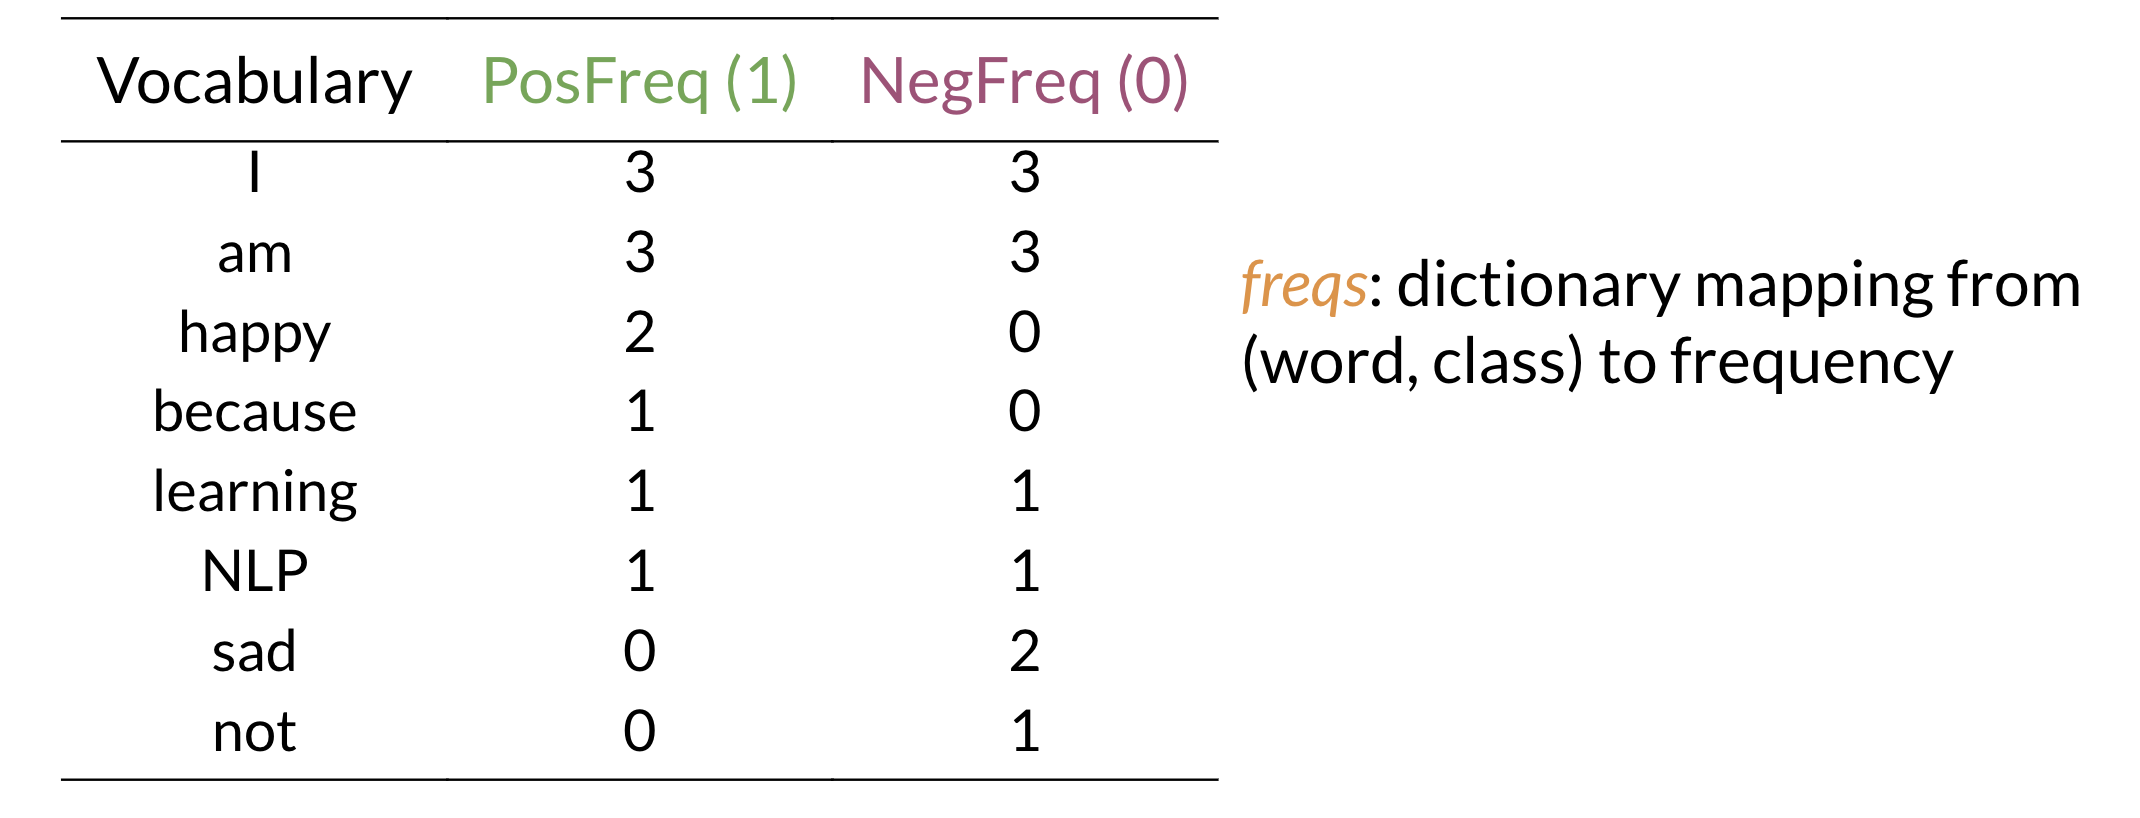 Vocabulary PosFreq (1) NegFreq (0)
I 3 3
am 3 3
happy 2 0
because 1 0
learning 1 1
NLP 1 1
sad 0 2
not 0 1
freqs: dictionary mapping from
(word, class) to frequency